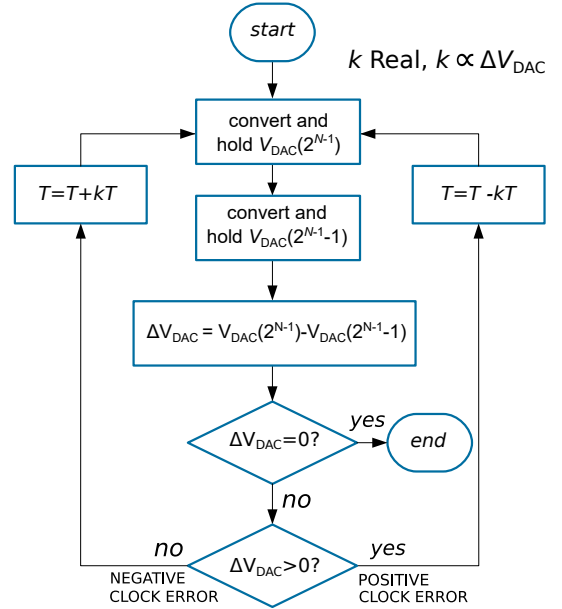 start
k Real, k ∝ ΔV_DAC
convert and
hold V_DAC(2^{N-1})
T=T+kT
T=T -kT
convert and
hold V_DAC(2^{N-1}-1)
ΔV_DAC = V_DAC(2^{N-1})-V_DAC(2^{N-1}-1)
ΔV_DAC=0?
yes
end
no
ΔV_DAC>0?
no
yes
NEGATIVE
CLOCK ERROR
POSITIVE
CLOCK ERROR